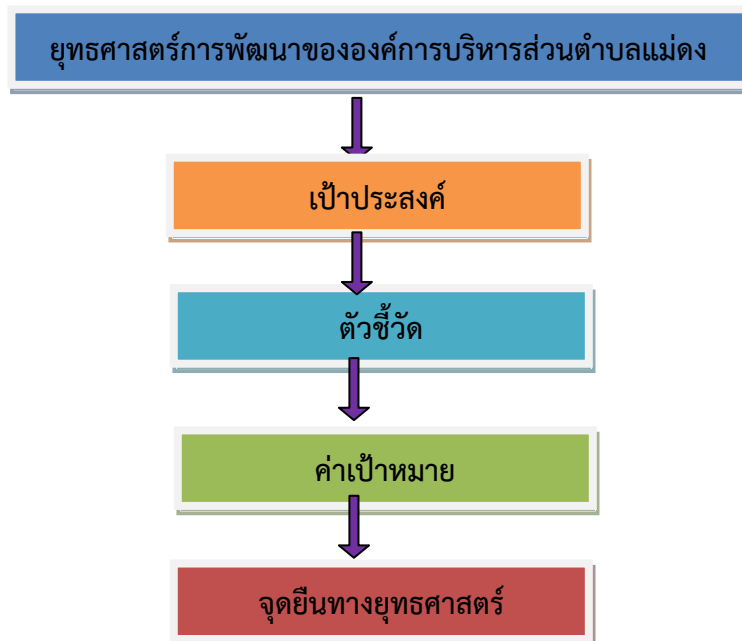 ยุทธศาสตร์การพัฒนาขององค์การบริหารส่วนตำบลแม่ดง
เป้าประสงค์
ตัวชี้วัด
ค่าเป้าหมาย
จุดยืนทางยุทธศาสตร์